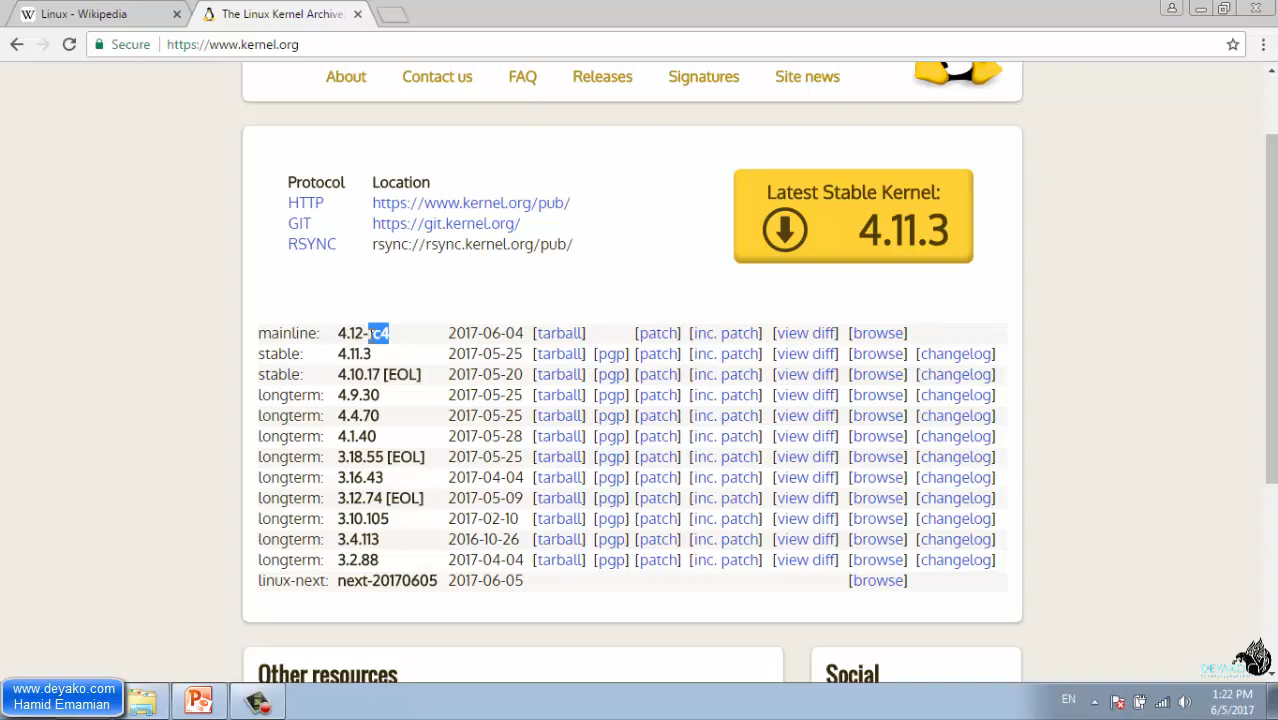 Linux - Wikipedia
The Linux Kernel Archive
Secure https://www.kernel.org
About Contact us FAQ Releases Signatures Site news
Protocol Location
HTTP https://www.kernel.org/pub/
GIT https://git.kernel.org/
RSYNC rsync://rsync.kernel.org/pub/
Latest Stable Kernel:
4.11.3
mainline: 4.12-rc4 2017-06-04 [tarball] [patch] [inc. patch] [view diff] [browse]
stable: 4.11.3 2017-05-25 [tarball] [pgp] [patch] [inc. patch] [view diff] [browse] [changelog]
stable: 4.10.17 [EOL] 2017-05-20 [tarball] [pgp] [patch] [inc. patch] [view diff] [browse] [changelog]
longterm: 4.9.30 2017-05-25 [tarball] [pgp] [patch] [inc. patch] [view diff] [browse] [changelog]
longterm: 4.4.70 2017-05-25 [tarball] [pgp] [patch] [inc. patch] [view diff] [browse] [changelog]
longterm: 4.1.40 2017-05-28 [tarball] [pgp] [patch] [inc. patch] [view diff] [browse] [changelog]
longterm: 3.18.55 [EOL] 2017-05-25 [tarball] [pgp] [patch] [inc. patch] [view diff] [browse] [changelog]
longterm: 3.16.43 2017-04-04 [tarball] [pgp] [patch] [inc. patch] [view diff] [browse] [changelog]
longterm: 3.12.74 [EOL] 2017-05-09 [tarball] [pgp] [patch] [inc. patch] [view diff] [browse] [changelog]
longterm: 3.10.105 2017-02-10 [tarball] [pgp] [patch] [inc. patch] [view diff] [browse] [changelog]
longterm: 3.4.113 2016-10-26 [tarball] [pgp] [patch] [inc. patch] [view diff] [browse] [changelog]
longterm: 3.2.88 2017-04-04 [tarball] [pgp] [patch] [inc. patch] [view diff] [browse] [changelog]
linux-next: next-20170605 2017-06-05 [browse]
Other resources
Social
DEYAKO
www.deyako.com
Hamid Emamian
EN
1:22 PM
6/5/2017